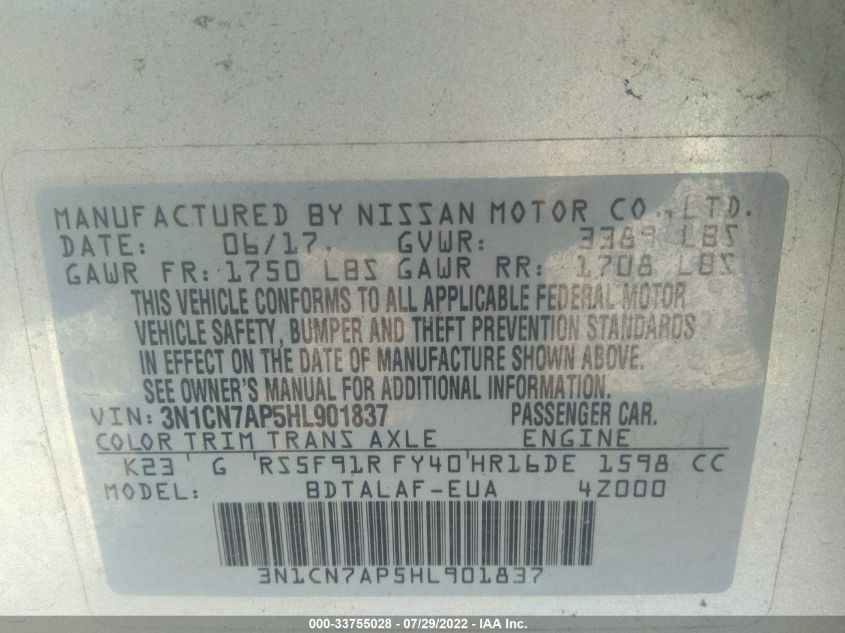 MANUFACTURED BY NISSAN MOTOR CO., LTD.
DATE: 06/17. GVWR: 3389 LBS
GAWR FR: 1750 LBS GAWR RR: 1708 LBS
THIS VEHICLE CONFORMS TO ALL APPLICABLE FEDERAL MOTOR
VEHICLE SAFETY, BUMPER AND THEFT PREVENTION STANDARDS
IN EFFECT ON THE DATE OF MANUFACTURE SHOWN ABOVE.
SEE OWNER'S MANUAL FOR ADDITIONAL INFORMATION.
VIN: 3N1CN7AP5HL901837 PASSENGER CAR.
COLOR TRIM TRANS AXLE ENGINE
K23 G RS5F91R FY40 HR16DE 1598 CC
MODEL: BDTALAF-EUA 4Z000
3N1CN7AP5HL901837
000-33755028 - 07/29/2022 - IAA Inc.